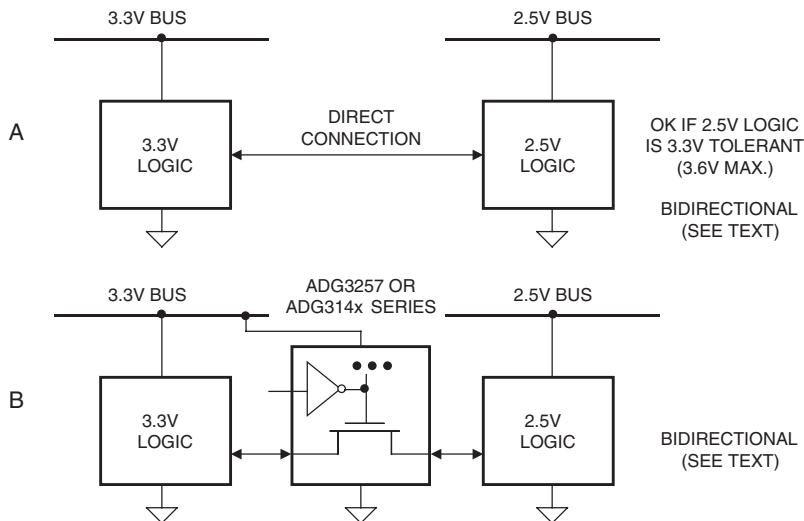 3.3V BUS
2.5V BUS
A
3.3V
LOGIC
DIRECT
CONNECTION
2.5V
LOGIC
OK IF 2.5V LOGIC
IS 3.3V TOLERANT
(3.6V MAX.)
BIDIRECTIONAL
(SEE TEXT)
3.3V BUS
ADG3257 OR
ADG314x SERIES
2.5V BUS
B
3.3V
LOGIC
2.5V
LOGIC
BIDIRECTIONAL
(SEE TEXT)